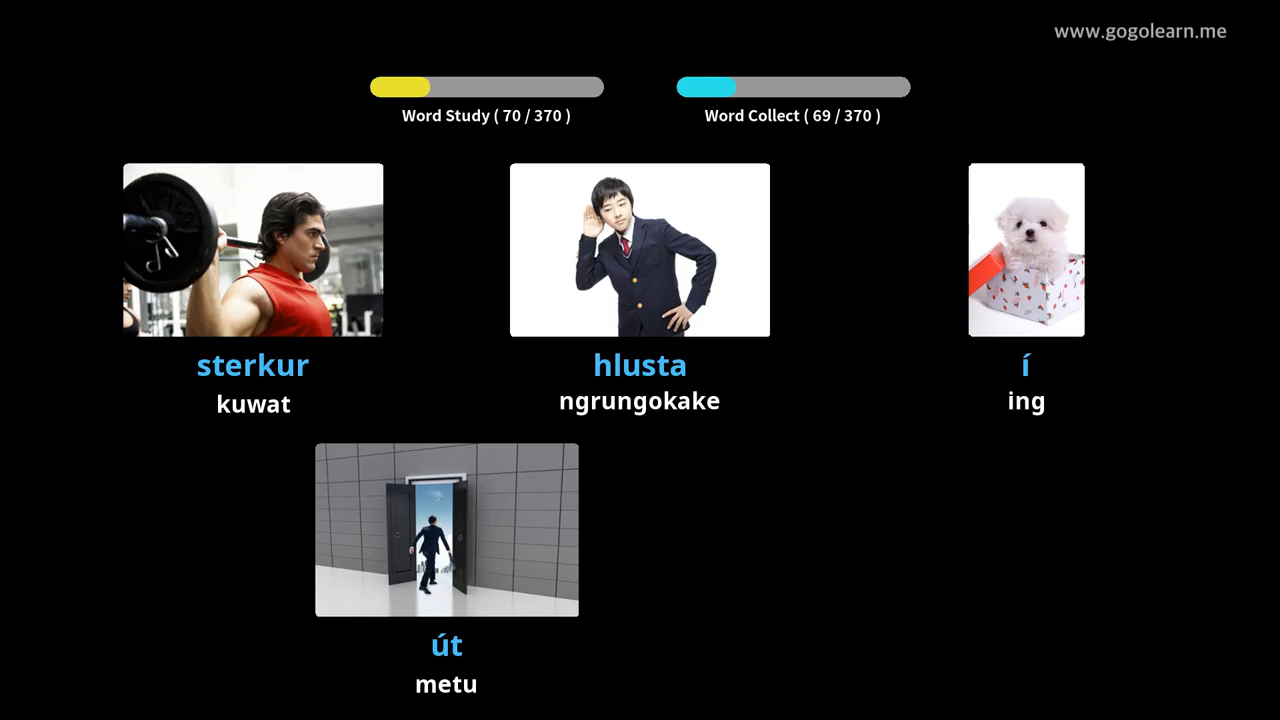 www.gogolearn.me
Word Study ( 70 / 370 )
Word Collect ( 69 / 370 )
sterkur
kuwat
hlusta
ngrungokake
í
ing
út
metu